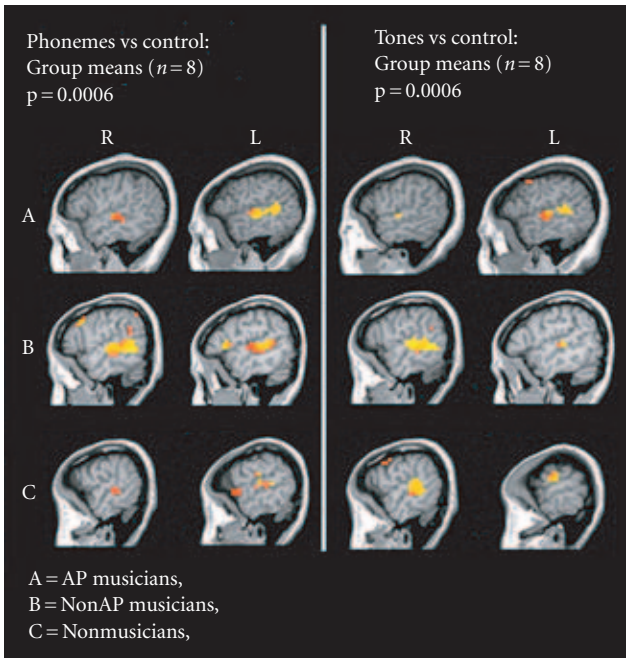 Phonemes vs control:
Group means (n=8)
p=0.0006
Tones vs control:
Group means (n=8)
p=0.0006
R
L
R
L
A
B
C
A=AP musicians,
B=NonAP musicians,
C=Nonmusicians,